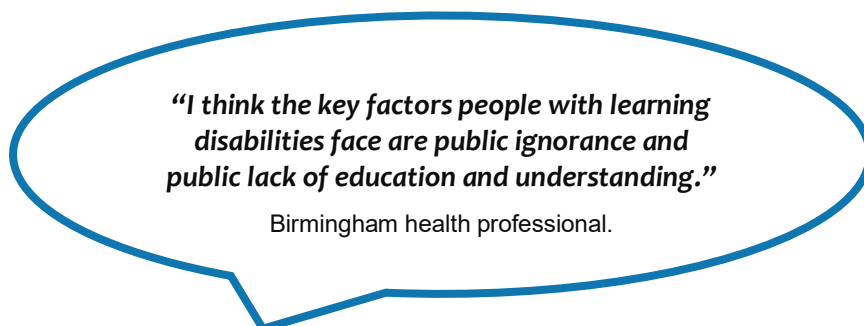 “I think the key factors people with learning
disabilities face are public ignorance and
public lack of education and understanding.”
Birmingham health professional.